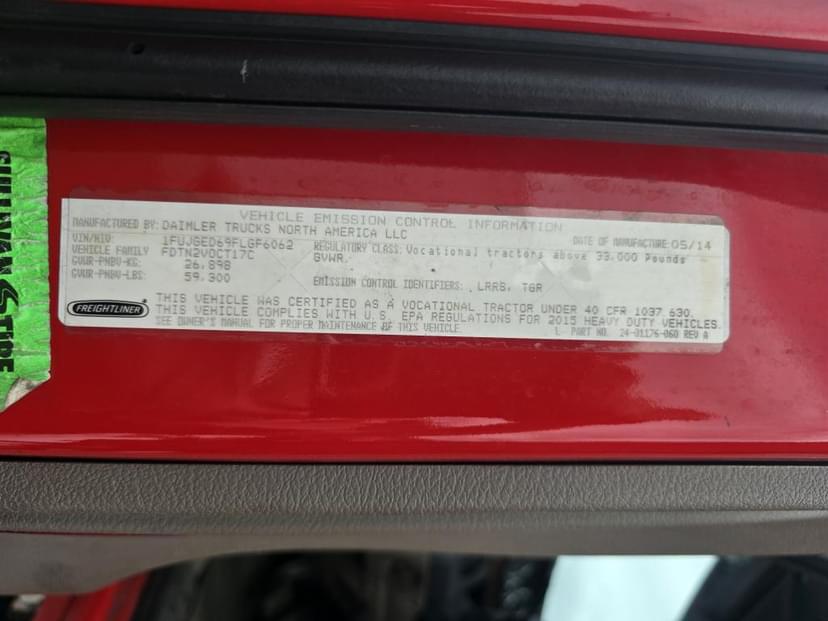 VEHICLE EMISSION CONTROL INFORMATION
MANUFACTURED BY: DAIMLER TRUCKS NORTH AMERICA LLC DATE OF MANU: 05/14
VIN/NIV: 1FUJGED69FLGF6062 REGULATORY CLASS: Vocational tractors above 33,000 Pounds
VEHICLE FAMILY FDTN2VOCT17C GVWR.
GVWR-PNBV-KG: 26,898
GVWR-PNBV-LBS: 59,300 EMISSION CONTROL IDENTIFIERS: LRRS, TGR
FREIGHTLINER
THIS VEHICLE WAS CERTIFIED AS A VOCATIONAL TRACTOR UNDER 40 CFR 1037.630.
THIS VEHICLE COMPLIES WITH U.S. EPA REGULATIONS FOR 2015 HEAVY DUTY VEHICLES.
SEE OWNER'S MANUAL FOR PROPER MAINTENANCE OF THIS VEHICLE.
PART NO. 24-01176-060 REV A